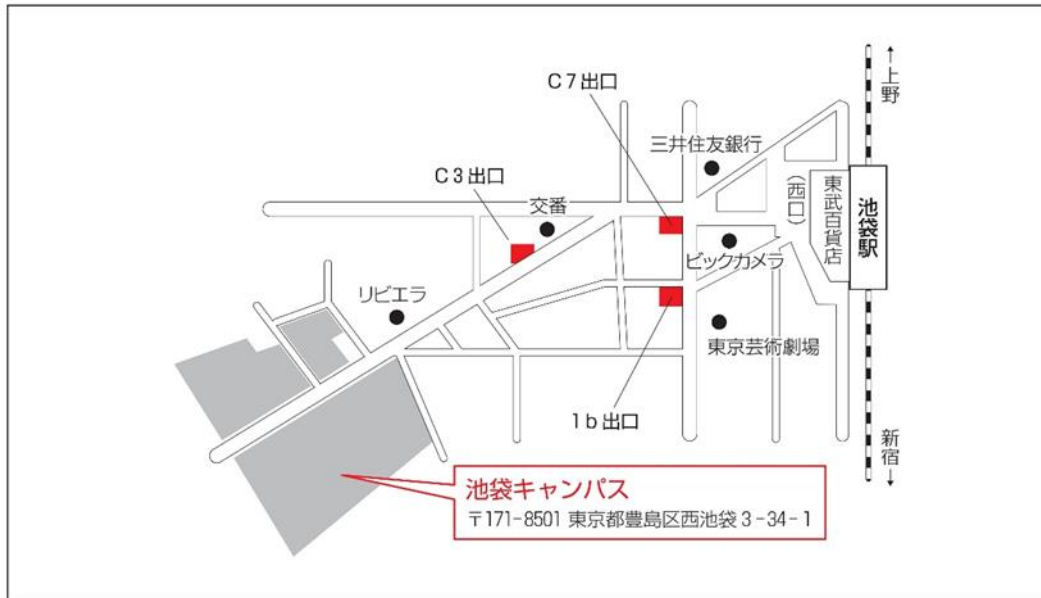 ↑上野
C7出口
三井住友銀行
C3出口
交番
(西口)
東武百貨店
池袋駅
ビックカメラ
リビエラ
東京芸術劇場
1b出口
新宿↓
池袋キャンパス
〒171-8501 東京都豊島区西池袋3-34-1